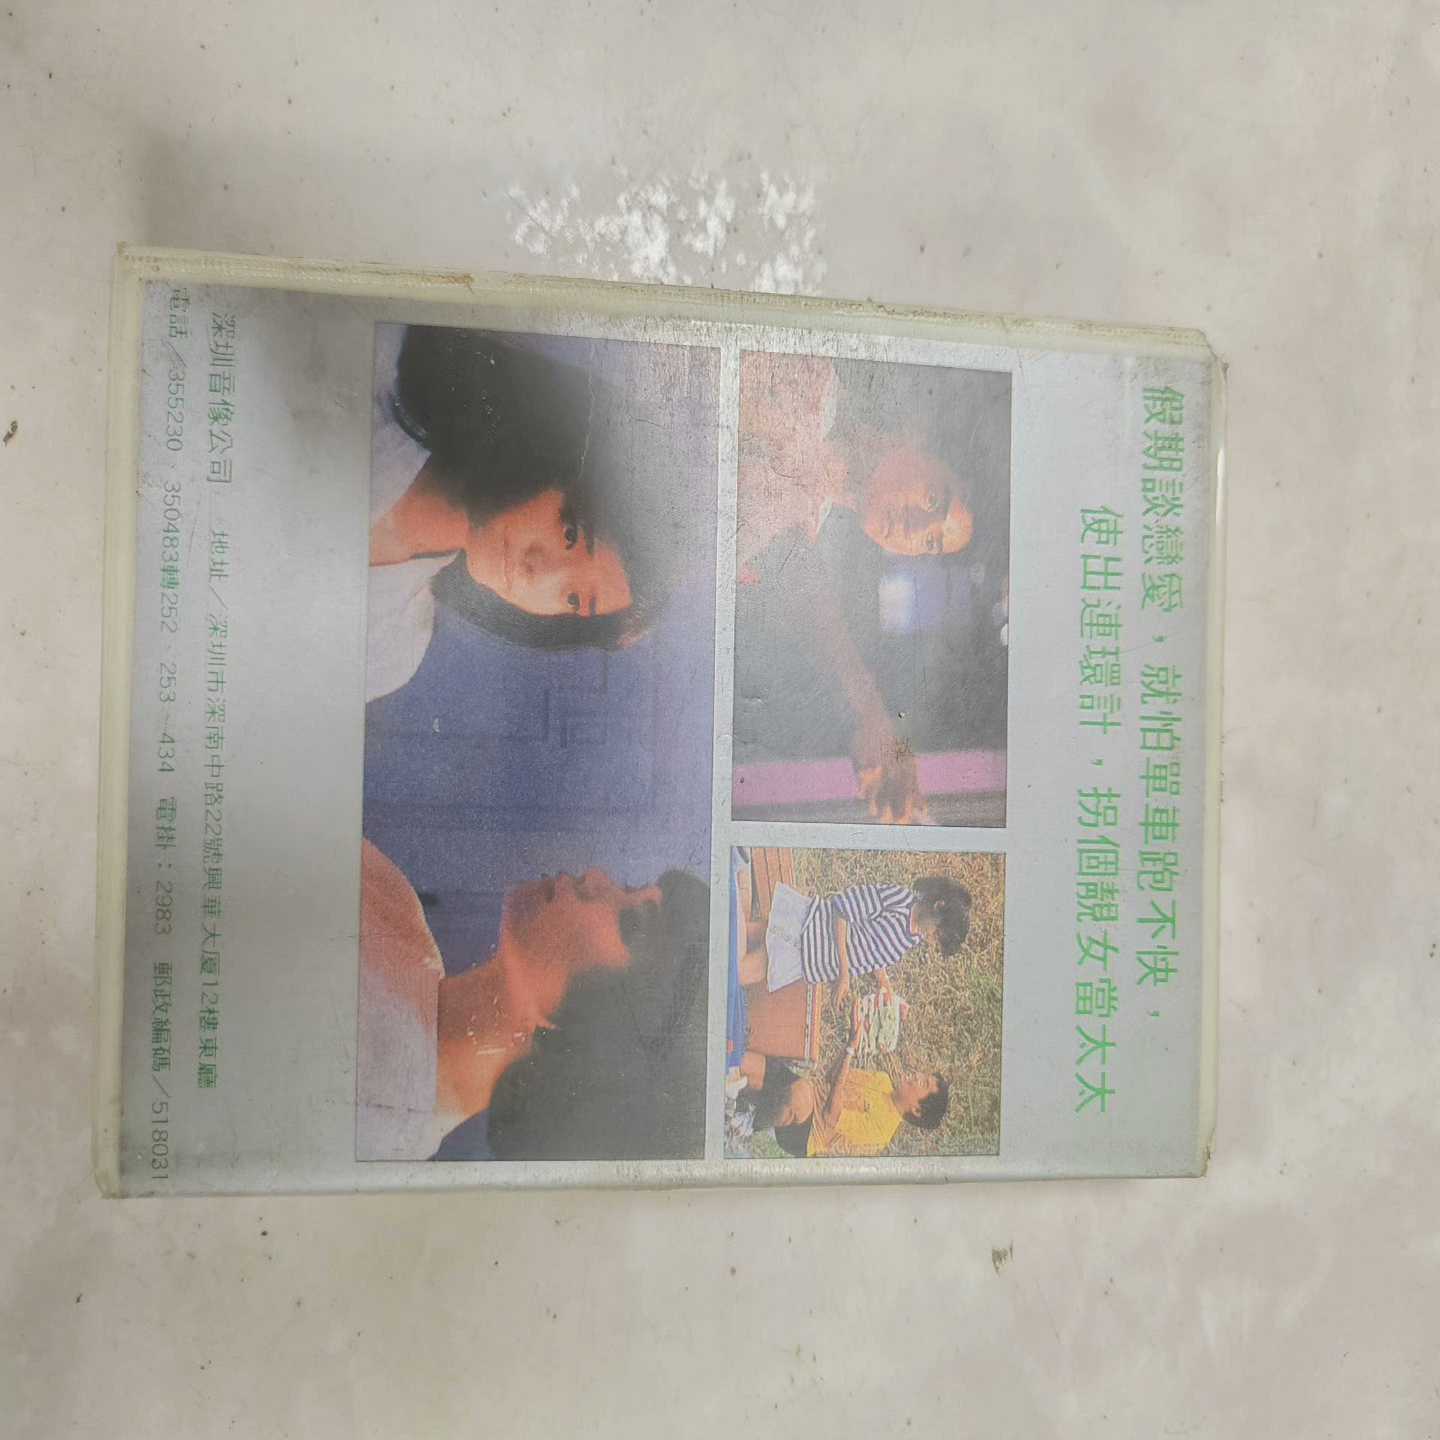 假期談戀愛，就怕單車跑不快，
使出連環計，拐個靚女當太太
深圳音像公司　地址／深圳市深南中路22號興華大廈12樓東廳
電話／355230、350483轉252、253－434　電掛：2983　郵政編碼／518031